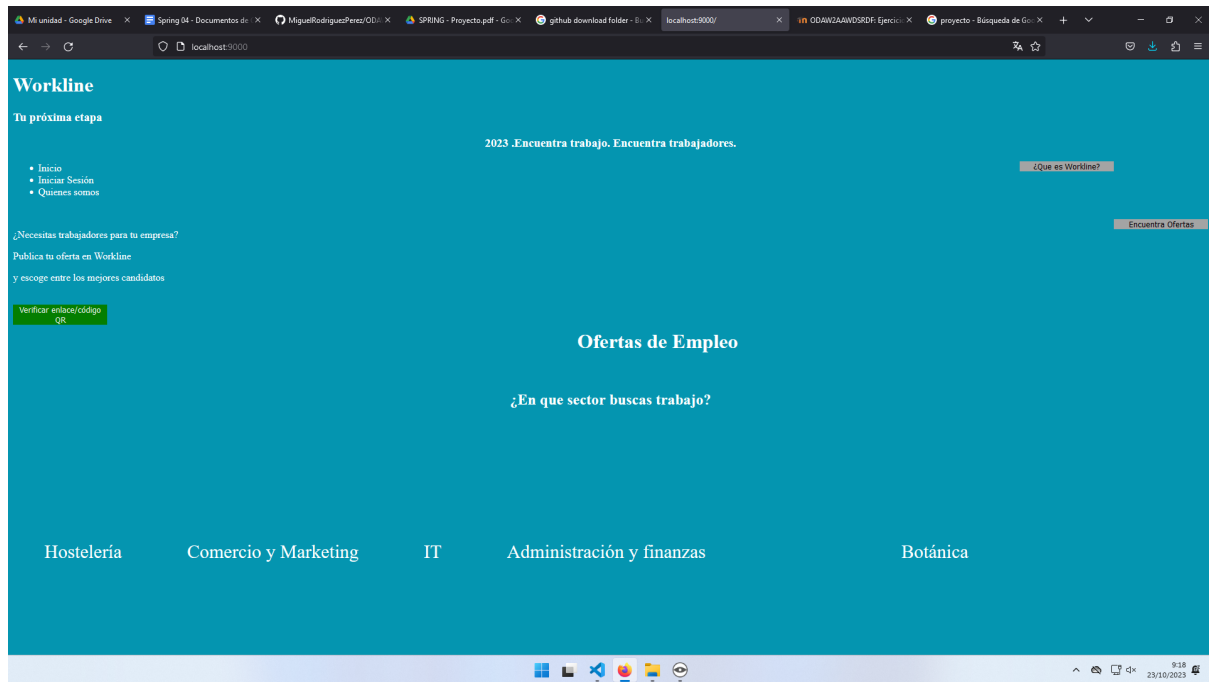 Mi unidad - Google Drive
Spring 04 - Documentos de
MiguelRodriguezPerez/ODA
SPRING - Proyecto.pdf - Goo
github download folder - Bu
localhost:9000/
ODAW2AAWDSRDF: Ejercicio
proyecto - Búsqueda de Goo
localhost:9000
Workline
Tu próxima etapa
2023 .Encuentra trabajo. Encuentra trabajadores.
Inicio
Iniciar Sesión
Quienes somos
¿Que es Workline?
Encuentra Ofertas
¿Necesitas trabajadores para tu empresa?
Publica tu oferta en Workline
y escoge entre los mejores candidatos
Verificar enlace/código
QR
Ofertas de Empleo
¿En que sector buscas trabajo?
Hostelería Comercio y Marketing IT Administración y finanzas Botánica
9:18
23/10/2023